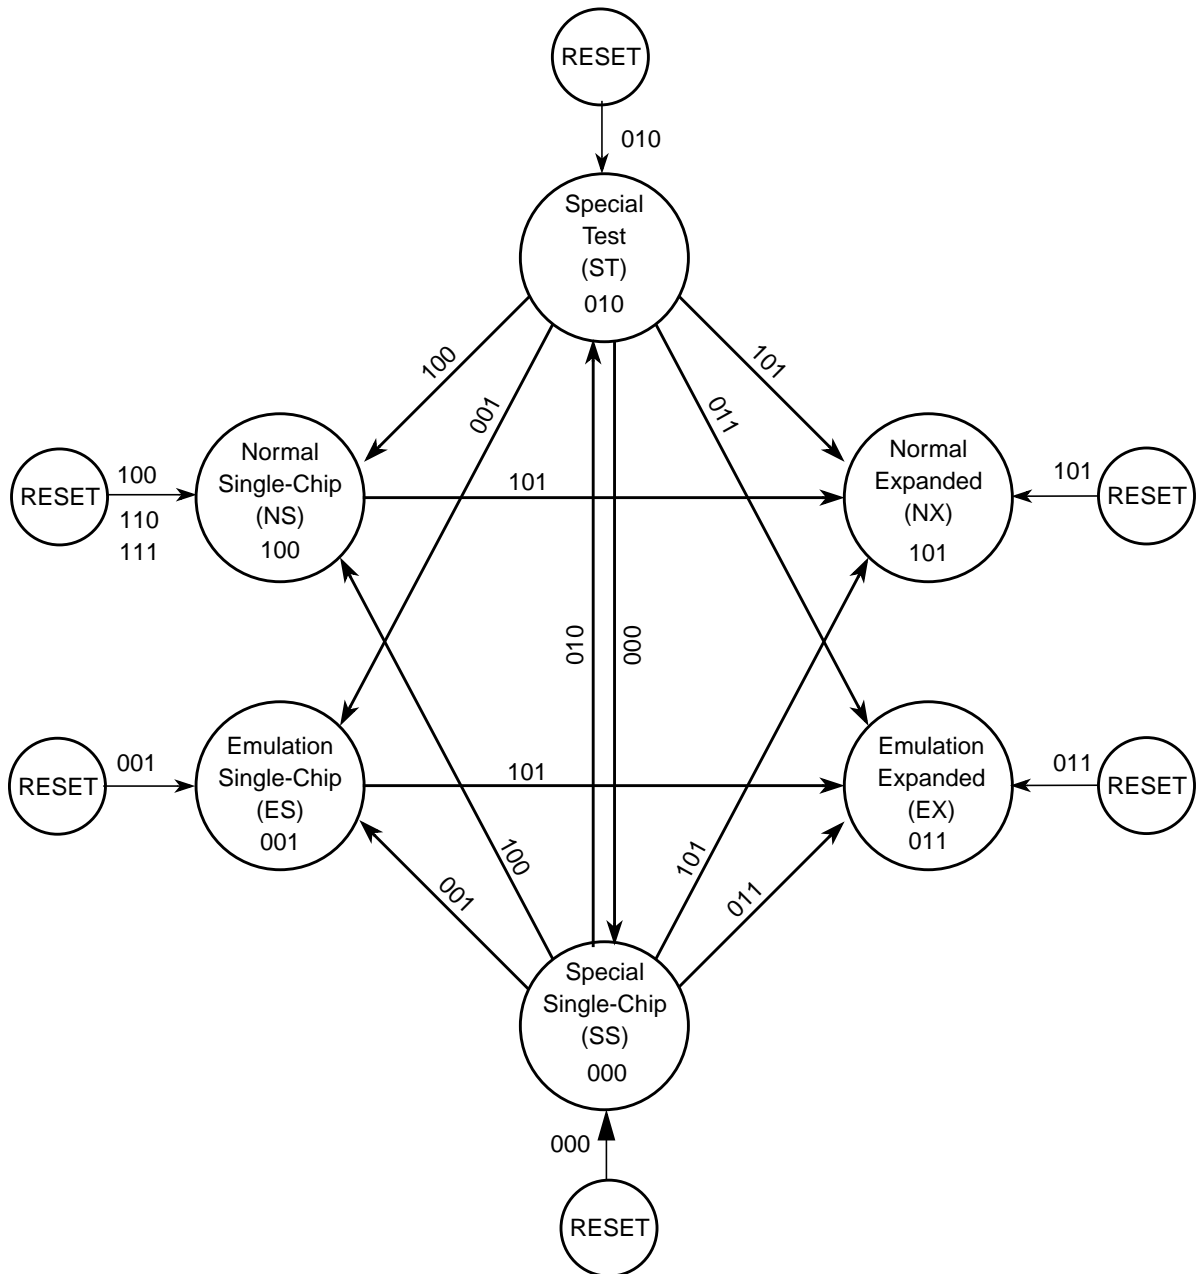 RESET
010
Special
Test
(ST)
010
100
001
101
011
Normal
Single-Chip
(NS)
100
RESET
100
110
111
101
Normal
Expanded
(NX)
101
101
RESET
010
000
Emulation
Single-Chip
(ES)
001
RESET
001
101
Emulation
Expanded
(EX)
011
011
RESET
001
100
101
011
Special
Single-Chip
(SS)
000
000
RESET